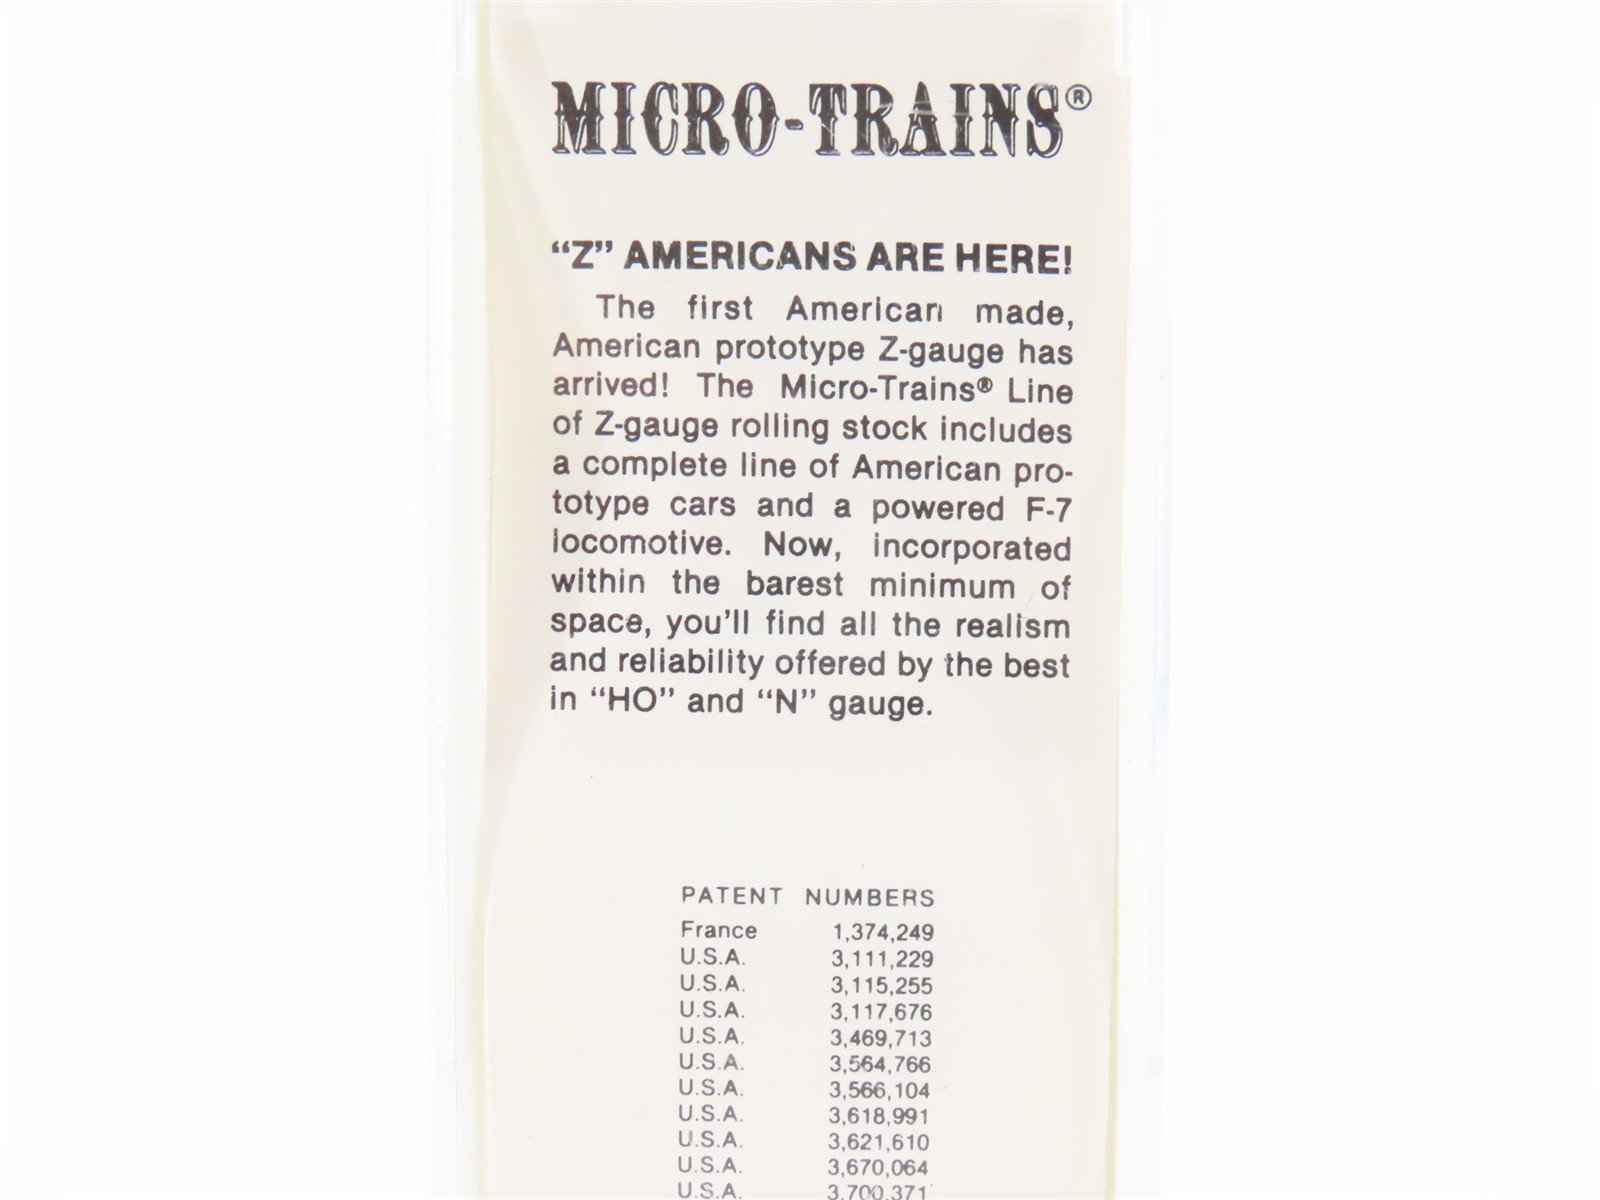 MICRO-TRAINS®
“Z” AMERICANS ARE HERE!
The first American made,
American prototype Z-gauge has
arrived! The Micro-Trains® Line
of Z-gauge rolling stock includes
a complete line of American pro-
totype cars and a powered F-7
locomotive. Now, incorporated
within the barest minimum of
space, you’ll find all the realism
and reliability offered by the best
in “HO” and “N” gauge.
PATENT NUMBERS
France 1,374,249
U.S.A. 3,111,229
U.S.A. 3,115,255
U.S.A. 3,117,676
U.S.A. 3,469,713
U.S.A. 3,564,766
U.S.A. 3,566,104
U.S.A. 3,618,991
U.S.A. 3,621,610
U.S.A. 3,670,064
U.S.A. 3,700,371